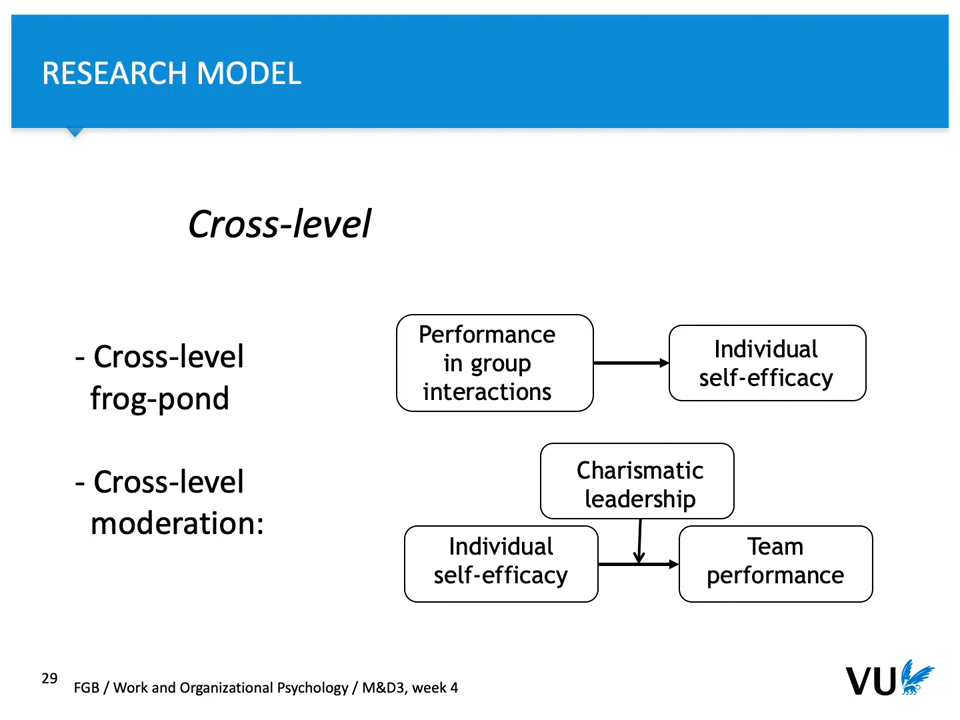 RESEARCH MODEL
Cross-level
- Cross-level
frog-pond
Performance
in group
interactions
Individual
self-efficacy
- Cross-level
moderation:
Charismatic
leadership
Individual
self-efficacy
Team
performance
29
FGB / Work and Organizational Psychology / M&D3, week 4
VU